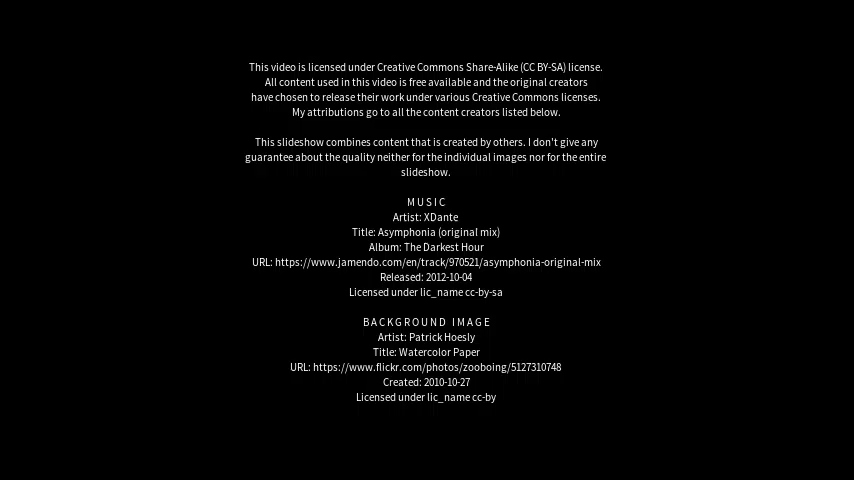 This video is licensed under Creative Commons Share-Alike (CC BY-SA) license.
All content used in this video is free available and the original creators
have chosen to release their work under various Creative Commons licenses.
My attributions go to all the content creators listed below.
This slideshow combines content that is created by others. I don't give any
guarantee about the quality neither for the individual images nor for the entire
slideshow.
MUSIC
Artist: XDante
Title: Asymphonia (original mix)
Album: The Darkest Hour
URL: https://www.jamendo.com/en/track/970521/asymphonia-original-mix
Released: 2012-10-04
Licensed under lic_name cc-by-sa
BACKGROUND IMAGE
Artist: Patrick Hoesly
Title: Watercolor Paper
URL: https://www.flickr.com/photos/zooboing/5127310748
Created: 2010-10-27
Licensed under lic_name cc-by